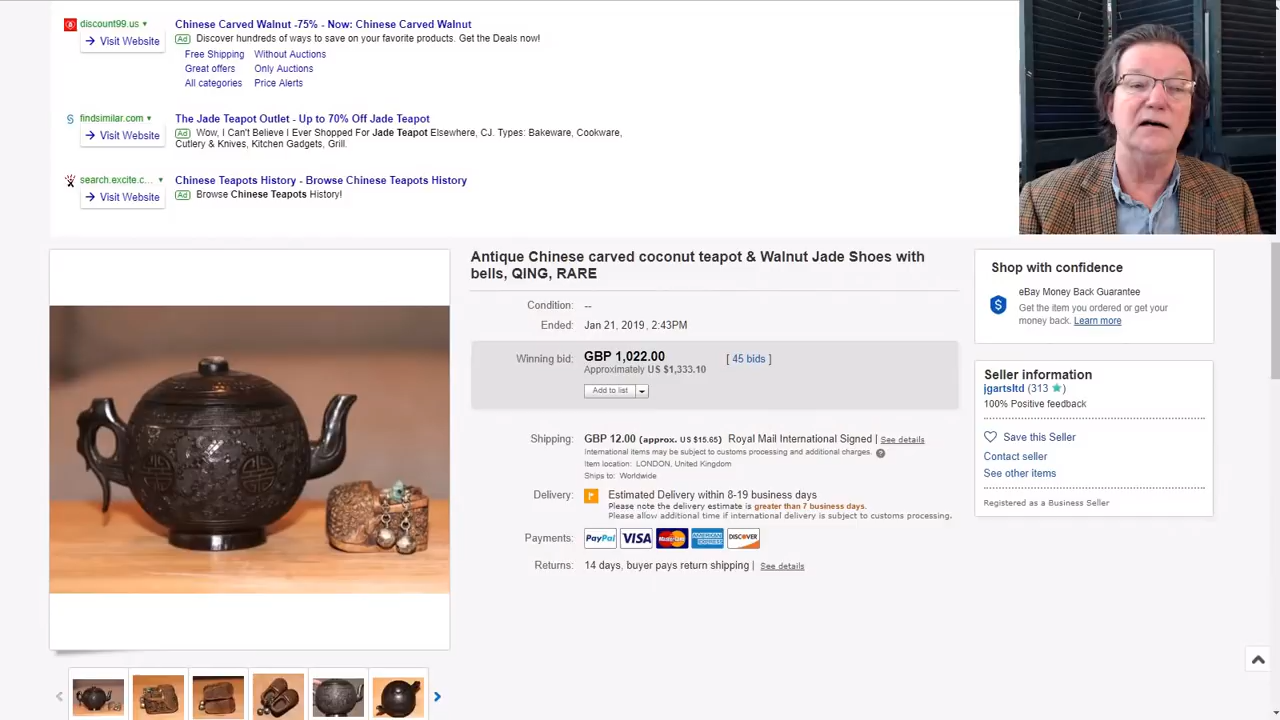 discount99.us
Chinese Carved Walnut -75% - Now: Chinese Carved Walnut
Visit Website
Ad Discover hundreds of ways to save on your favorite products. Get the Deals now!
Free Shipping Without Auctions
Great offers Only Auctions
All categories Price Alerts
findsimilar.com
The Jade Teapot Outlet - Up to 70% Off Jade Teapot
Visit Website
Ad Wow, I Can't Believe I Ever Shopped For Jade Teapot Elsewhere, CJ. Types: Bakeware, Cookware,
Cutlery & Knives, Kitchen Gadgets, Grill.
search.excite.c...
Chinese Teapots History - Browse Chinese Teapots History
Visit Website
Ad Browse Chinese Teapots History!
Antique Chinese carved coconut teapot & Walnut Jade Shoes with
bells, QING, RARE
Condition: --
Ended: Jan 21, 2019 , 2:43PM
Winning bid: GBP 1,022.00 [ 45 bids ]
Approximately US $1,333.10
Add to list
Shipping: GBP 12.00 (approx. US $15.65) Royal Mail International Signed | See details
International items may be subject to customs processing and additional charges. ?
Item location: LONDON, United Kingdom
Ships to: Worldwide
Delivery: Estimated Delivery within 8-19 business days
Please note the delivery estimate is greater than 7 business days.
Please allow additional time if international delivery is subject to customs processing.
Payments: PayPal VISA MasterCard AMERICAN EXPRESS DISCOVER
Returns: 14 days, buyer pays return shipping | See details
Shop with confidence
eBay Money Back Guarantee
Get the item you ordered or get your
money back. Learn more
Seller information
jgartsltd (313 )
100% Positive feedback
Save this Seller
Contact seller
See other items
Registered as a Business Seller